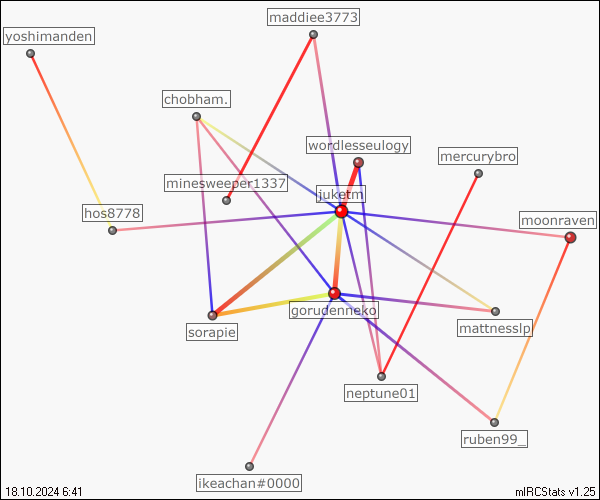 maddiee3773
yoshimanden
chobham.
wordlesseulogy
mercurybro
minesweeper1337
juketm
hos8778
moonraven
gorudenneko
sorapie
mattnesslp
neptune01
ruben99_
ikeachan#0000
18.10.2024 6:41
mIRCStats v1.25